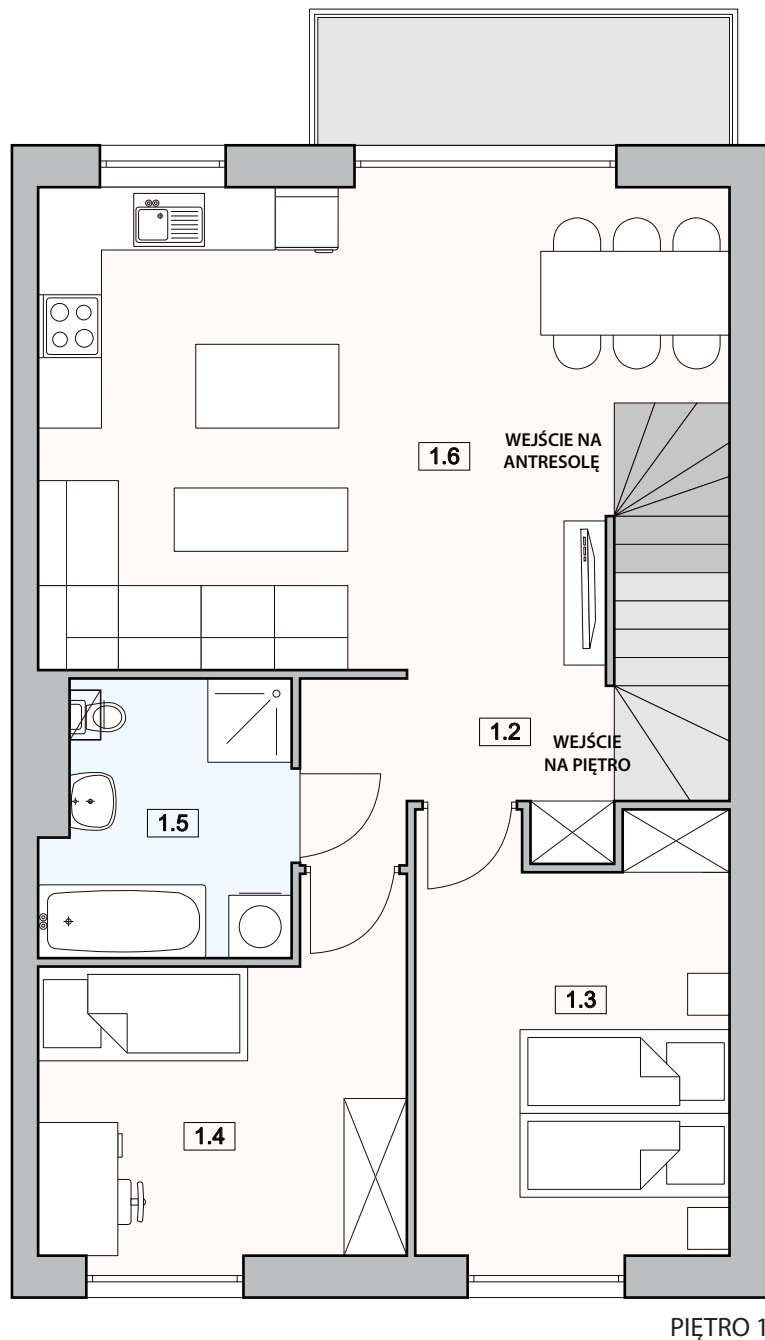 1.6
WEJŚCIE NA
ANTRESOLĘ
1.2
WEJŚCIE
NA PIĘTRO
1.5
1.3
1.4
PIĘTRO 1